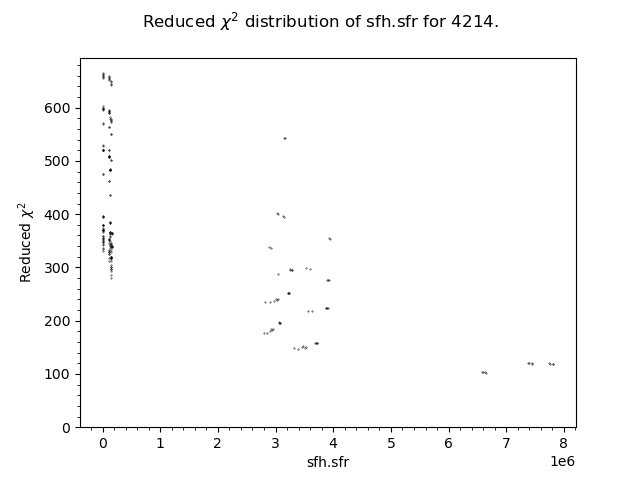 Reduced χ² distribution of sfh.sfr for 4214.
600
500
400
300
200
100
0
Reduced χ²
0 1 2 3 4 5 6 7 8
1e6
sfh.sfr